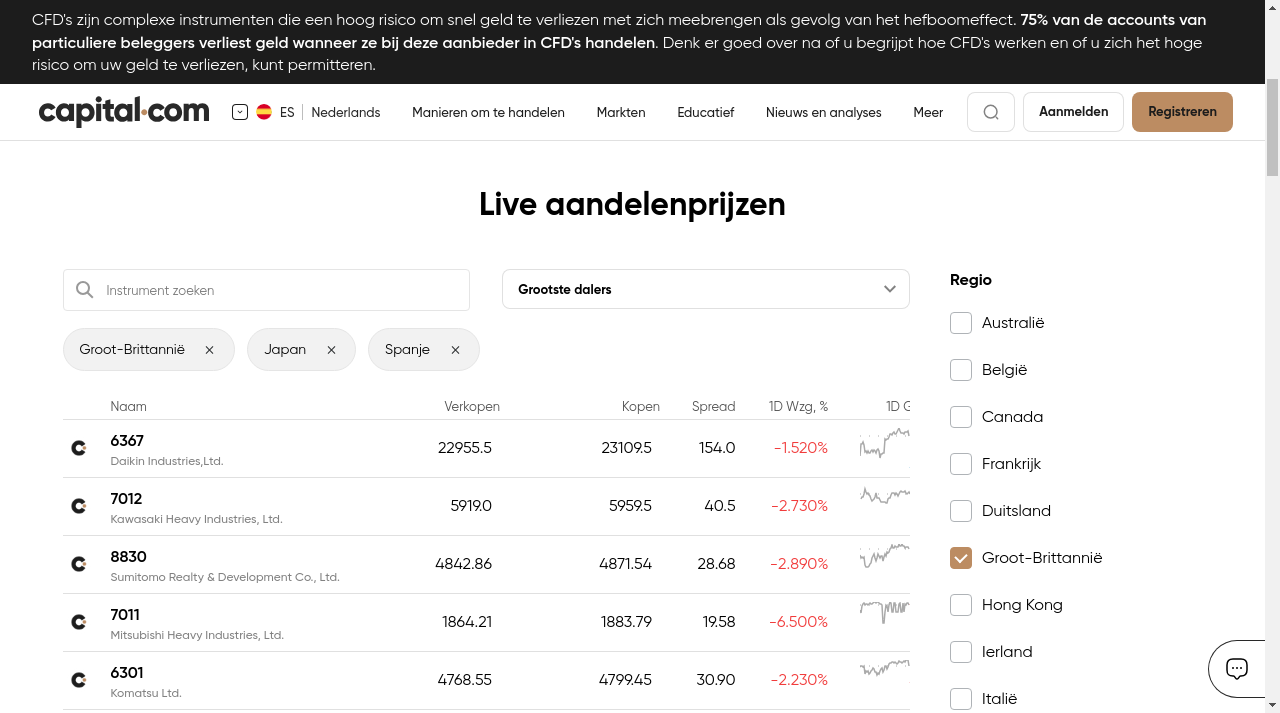 CFD's zijn complexe instrumenten die een hoog risico om snel geld te verliezen met zich meebrengen als gevolg van het hefboomeffect. 75% van de accounts van
particuliere beleggers verliest geld wanneer ze bij deze aanbieder in CFD's handelen. Denk er goed over na of u begrijpt hoe CFD's werken en of u zich het hoge
risico om uw geld te verliezen, kunt permitteren.
capital.com ES Nederlands Manieren om te handelen Markten Educatief Nieuws en analyses Meer Aanmelden Registreren
Live aandelenprijzen
Instrument zoeken Grootste dalers
Groot-Brittannië Japan Spanje
Naam Verkopen Kopen Spread 1D Wzg, %
6367 22955.5 23109.5 154.0 -1.520%
Daikin Industries,Ltd.
7012 5919.0 5959.5 40.5 -2.730%
Kawasaki Heavy Industries, Ltd.
8830 4842.86 4871.54 28.68 -2.890%
Sumitomo Realty & Development Co., Ltd.
7011 1864.21 1883.79 19.58 -6.500%
Mitsubishi Heavy Industries, Ltd.
6301 4768.55 4799.45 30.90 -2.230%
Komatsu Ltd.
Regio
Australië
België
Canada
Frankrijk
Duitsland
Groot-Brittannië
Hong Kong
Ierland
Italië